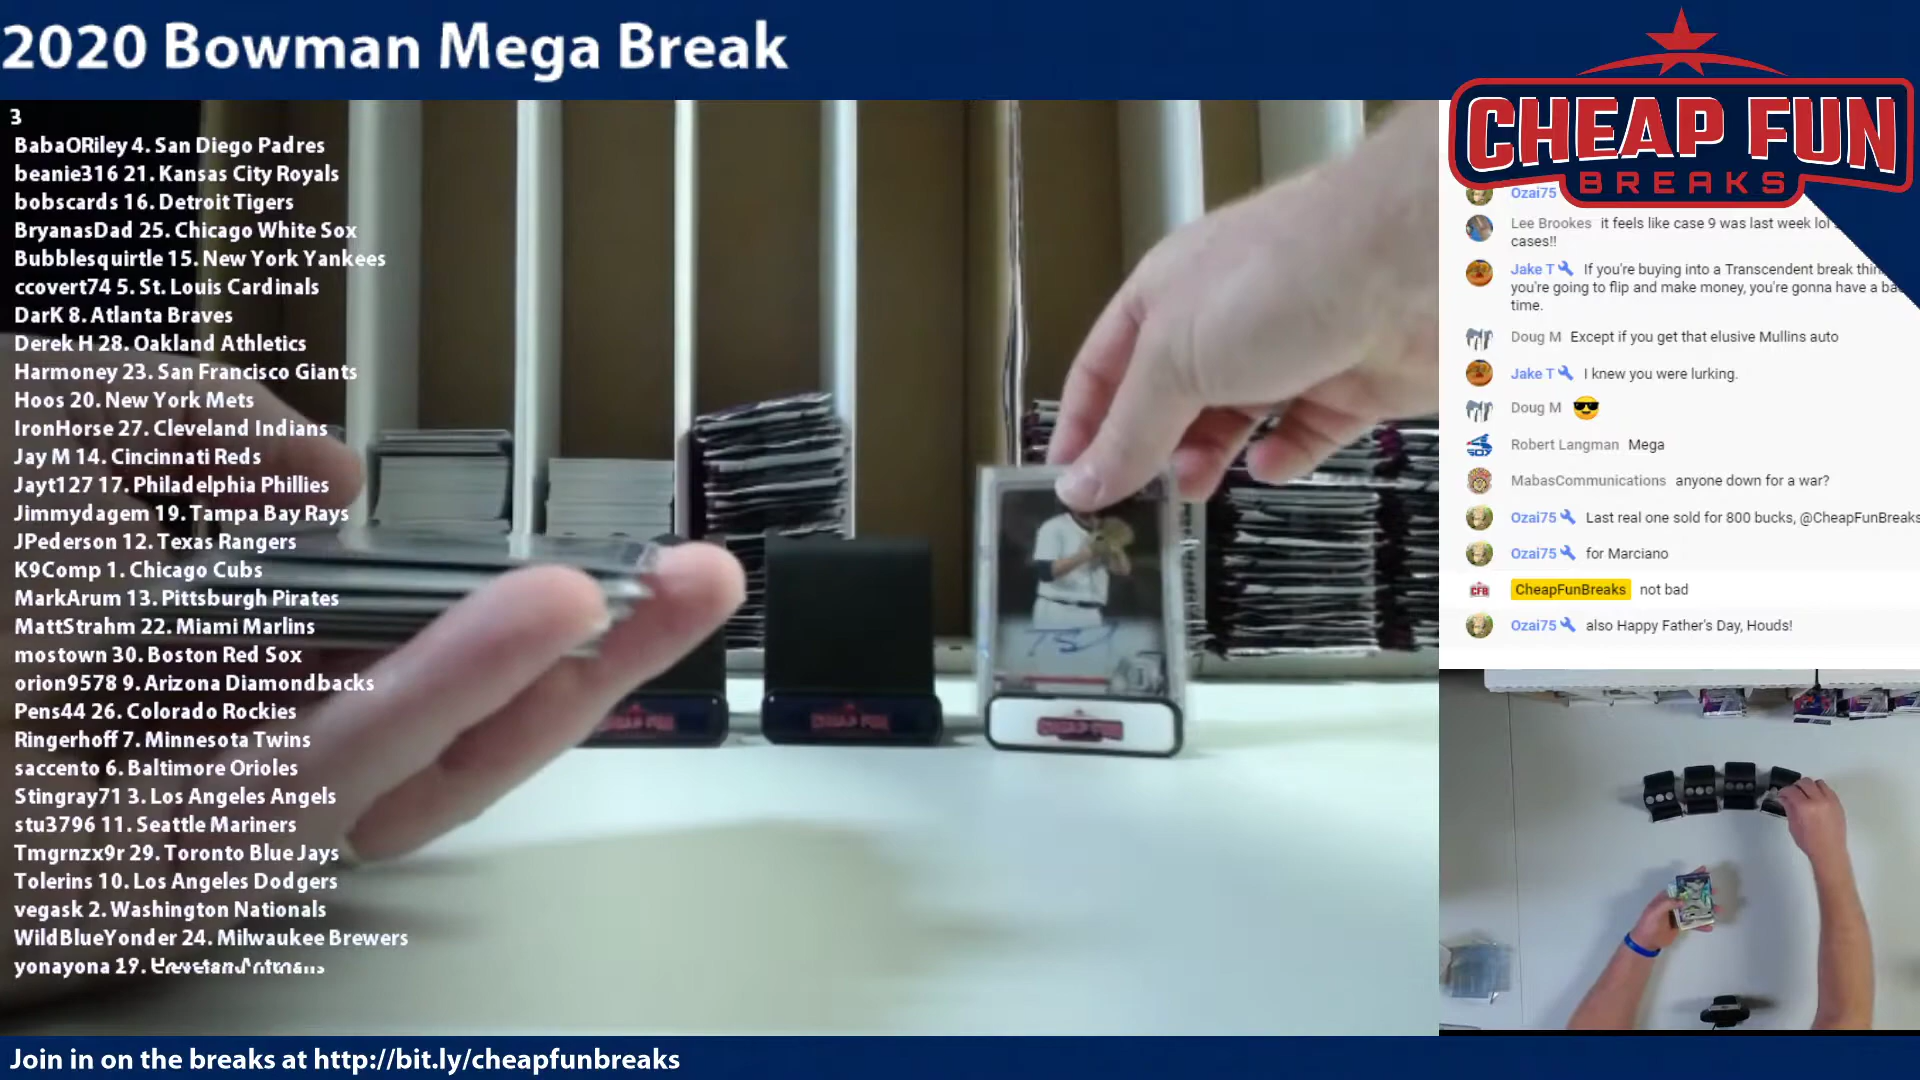 2020 Bowman Mega Break
CHEAP FUN
BREAKS
3
BabaORiley 4. San Diego Padres
beanie316 21. Kansas City Royals
bobscards 16. Detroit Tigers
BryanasDad 25. Chicago White Sox
Bubblesquirtle 15. New York Yankees
ccovert74 5. St. Louis Cardinals
DarK 8. Atlanta Braves
Derek H 28. Oakland Athletics
Harmoney 23. San Francisco Giants
Hoos 20. New York Mets
IronHorse 27. Cleveland Indians
Jay M 14. Cincinnati Reds
Jayt127 17. Philadelphia Phillies
Jimmydagem 19. Tampa Bay Rays
JPederson 12. Texas Rangers
K9Comp 1. Chicago Cubs
MarkArum 13. Pittsburgh Pirates
MattStrahm 22. Miami Marlins
mostown 30. Boston Red Sox
orion9578 9. Arizona Diamondbacks
Pens44 26. Colorado Rockies
Ringerhoff 7. Minnesota Twins
saccento 6. Baltimore Orioles
Stingray71 3. Los Angeles Angels
stu3796 11. Seattle Mariners
Tmgrnzx9r 29. Toronto Blue Jays
Tolerins 10. Los Angeles Dodgers
vegask 2. Washington Nationals
WildBlueYonder 24. Milwaukee Brewers
yonayona
CHEAP FUN
CHEAP FUN
Ozai75
Lee Brookes it feels like case 9 was last week lol
cases!!
Jake T If you're buying into a Transcendent break
you're going to flip and make money, you're gonna have a
time.
Doug M Except if you get that elusive Mullins auto
Jake T I knew you were lurking.
Doug M
Robert Langman Mega
MabasCommunications anyone down for a war?
Ozai75 Last real one sold for 800 bucks, @CheapFunBreaks
Ozai75 for Marciano
CFB CheapFunBreaks not bad
Ozai75 also Happy Father's Day, Houds!
Join in on the breaks at http://bit.ly/cheapfunbreaks